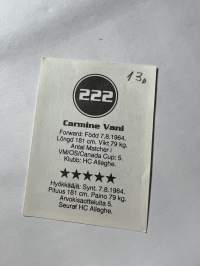 222
13a
Carmine Vani
Forward: Född 7.8.1964.
Längd 181 cm. Vikt 79 kg.
Antal Matcher i
VM/OS/Canada Cup: 5.
Klubb: HC Alleghe.
★★★★★
Hyökkääjä: Synt. 7.8.1964.
Pituus 181 cm. Paino 79 kg.
Arvokisaotteluita 5.
Seurat HC Alleghe.